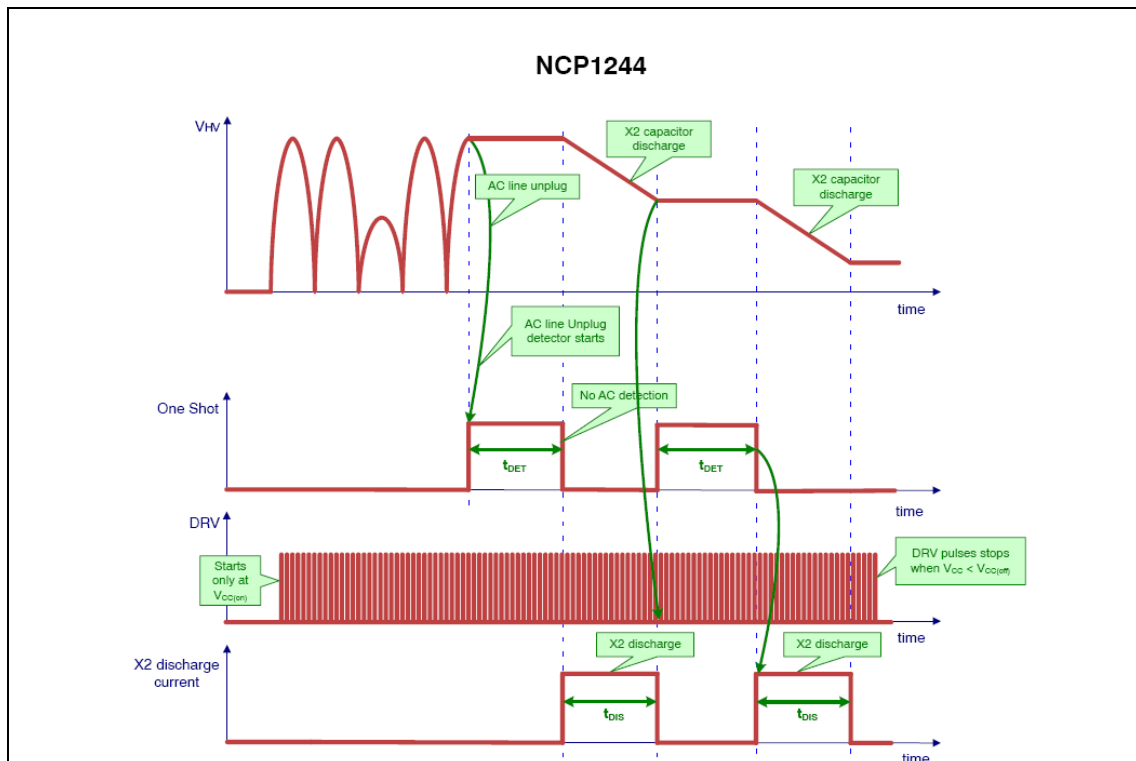 NCP1244
VHV
X2 capacitor
discharge
X2 capacitor
discharge
AC line unplug
time
AC line Unplug
detector starts
One Shot
No AC detection
tDET
tDET
time
DRV
Starts
only at
VCC(on)
DRV pulses stops
when VCC < VCC(off)
time
X2 discharge
current
X2 discharge
X2 discharge
tDIS
tDIS
time